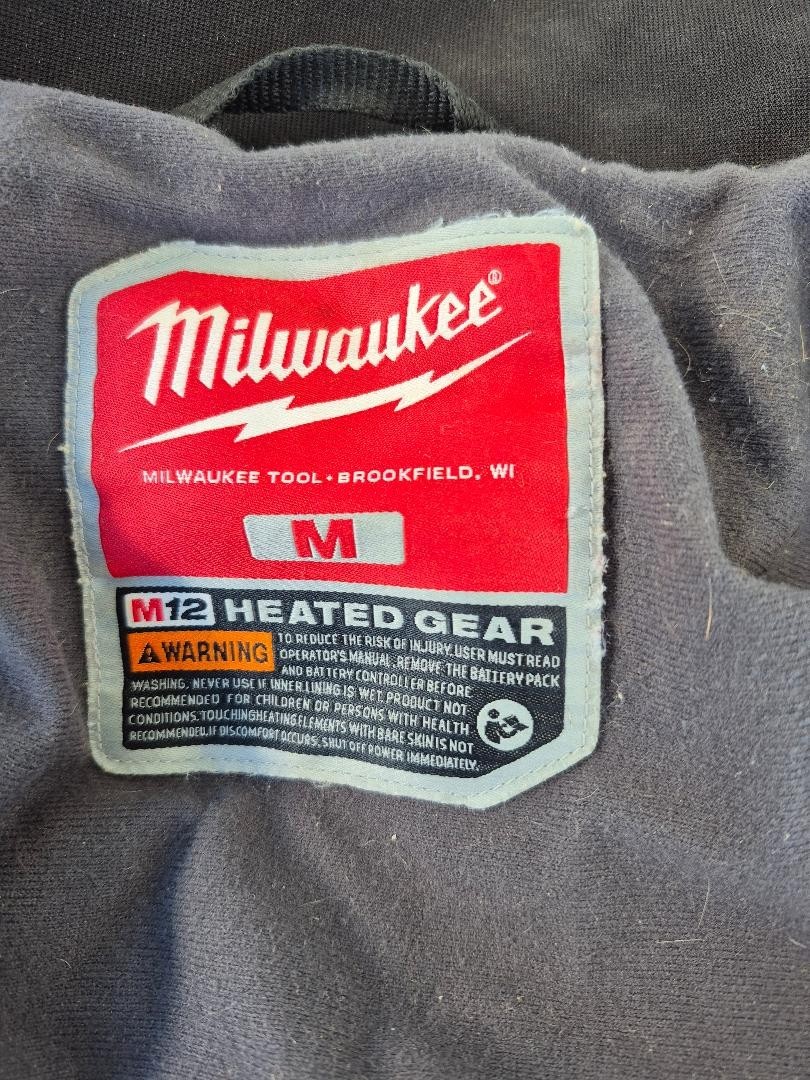 Milwaukee®
MILWAUKEE TOOL • BROOKFIELD, WI
M
M12 HEATED GEAR
WARNING TO REDUCE THE RISK OF INJURY, USER MUST READ
OPERATOR'S MANUAL. REMOVE THE BATTERY PACK
AND BATTERY CONTROLLER BEFORE
WASHING. NEVER USE IF INNER LINING IS WET. PRODUCT NOT
RECOMMENDED FOR CHILDREN OR PERSONS WITH HEALTH
CONDITIONS. TOUCHING HEATING ELEMENTS WITH BARE SKIN IS NOT
RECOMMENDED. IF DISCOMFORT OCCURS, SHUT OFF POWER IMMEDIATELY.